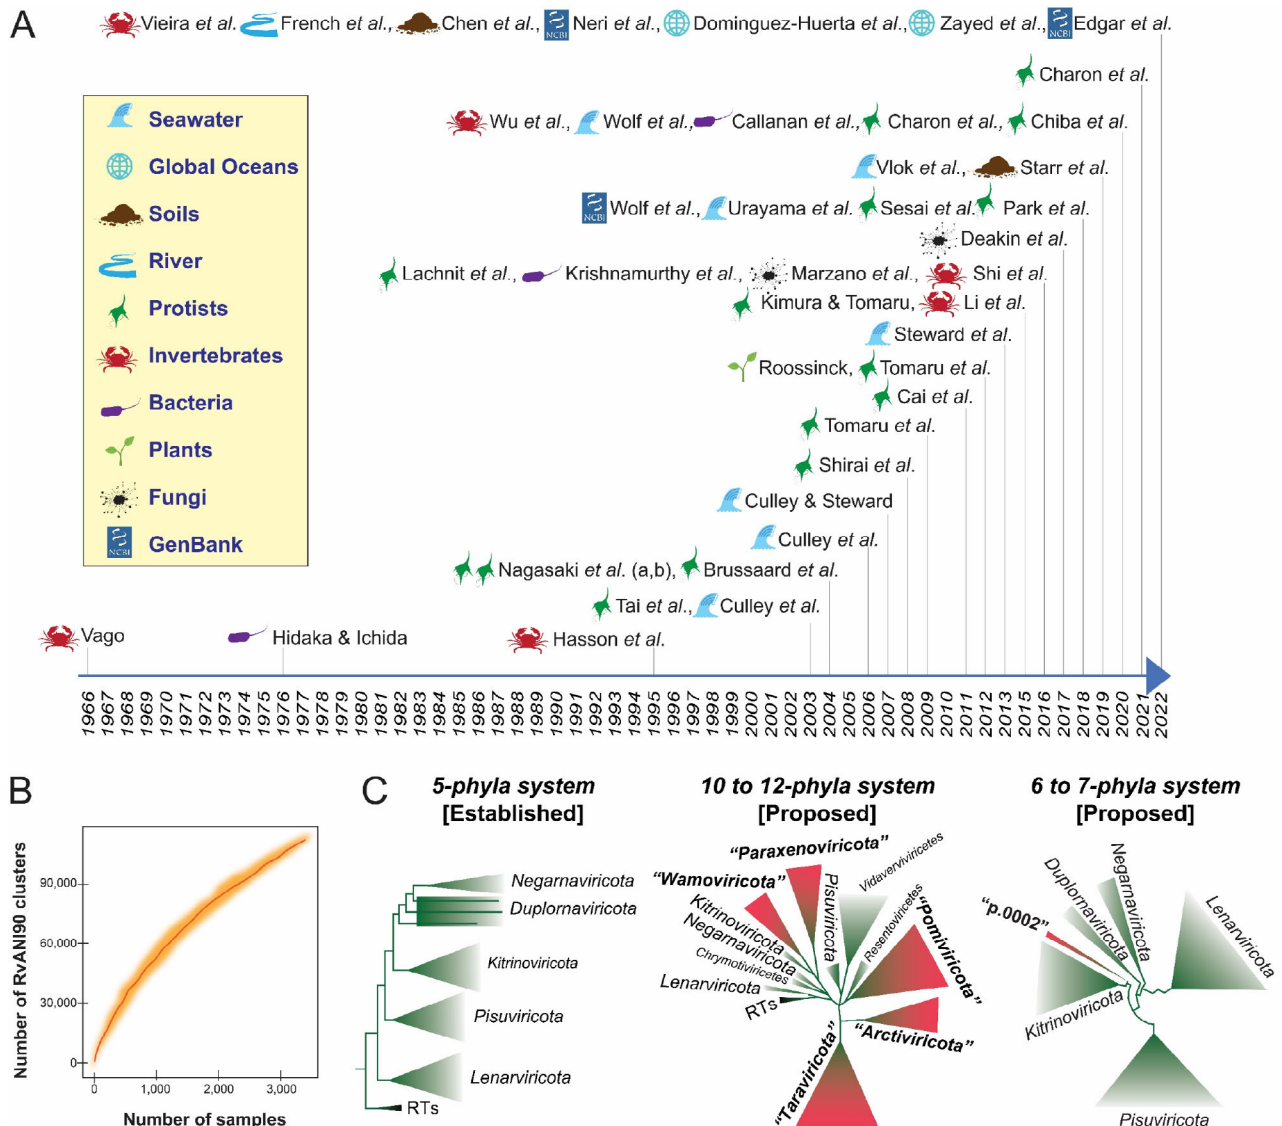 A
Vieira et al. French et al., Chen et al., NCBI Neri et al., Dominguez-Huerta et al., Zayed et al., NCBI Edgar et al.
Charon et al.
Wu et al., Wolf et al., Callanan et al., Charon et al., Chiba et al.
Vlok et al., Starr et al.
NCBI Wolf et al., Urayama et al. Sesai et al. Park et al.
Deakin et al.
Lachnit et al., Krishnamurthy et al., Marzano et al., Shi et al.
Kimura & Tomaru, Li et al.
Steward et al.
Roossinck, Tomaru et al.
Cai et al.
Tomaru et al.
Shirai et al.
Culley & Steward
Culley et al.
Nagasaki et al. (a,b), Brussaard et al.
Tai et al., Culley et al.
Vago Hidaka & Ichida Hasson et al.
Seawater
Global Oceans
Soils
River
Protists
Invertebrates
Bacteria
Plants
Fungi
NCBI GenBank
1966 1967 1968 1969 1970 1971 1972 1973 1974 1975 1976 1977 1978 1979 1980 1981 1982 1983 1984 1985 1986 1987 1988 1989 1990 1991 1992 1993 1994 1995 1996 1997 1998 1999 2000 2001 2002 2003 2004 2005 2006 2007 2008 2009 2010 2011 2012 2013 2014 2015 2016 2017 2018 2019 2020 2021 2022
B
Number of RvANI90 clusters
90,000
60,000
30,000
0
0 1,000 2,000 3,000
Number of samples
C
5-phyla system
[Established]
Negarnaviricota
Duplornaviricota
Kitrinoviricota
Pisuviricota
Lenarviricota
RTs
10 to 12-phyla system
[Proposed]
"Paraxenoviricota"
"Wamoviricota"
Kitrinoviricota
Negarnaviricota
Chrymotiviricetes
Lenarviricota
RTs
Pisuviricota
Vidaverviricetes
Resentoviricetes
"Pomiviricota"
"Arctiviricota"
"Taraviricota"
6 to 7-phyla system
[Proposed]
Negarnaviricota
Duplornaviricota
"p.0002"
Kitrinoviricota
Lenarviricota
Pisuviricota